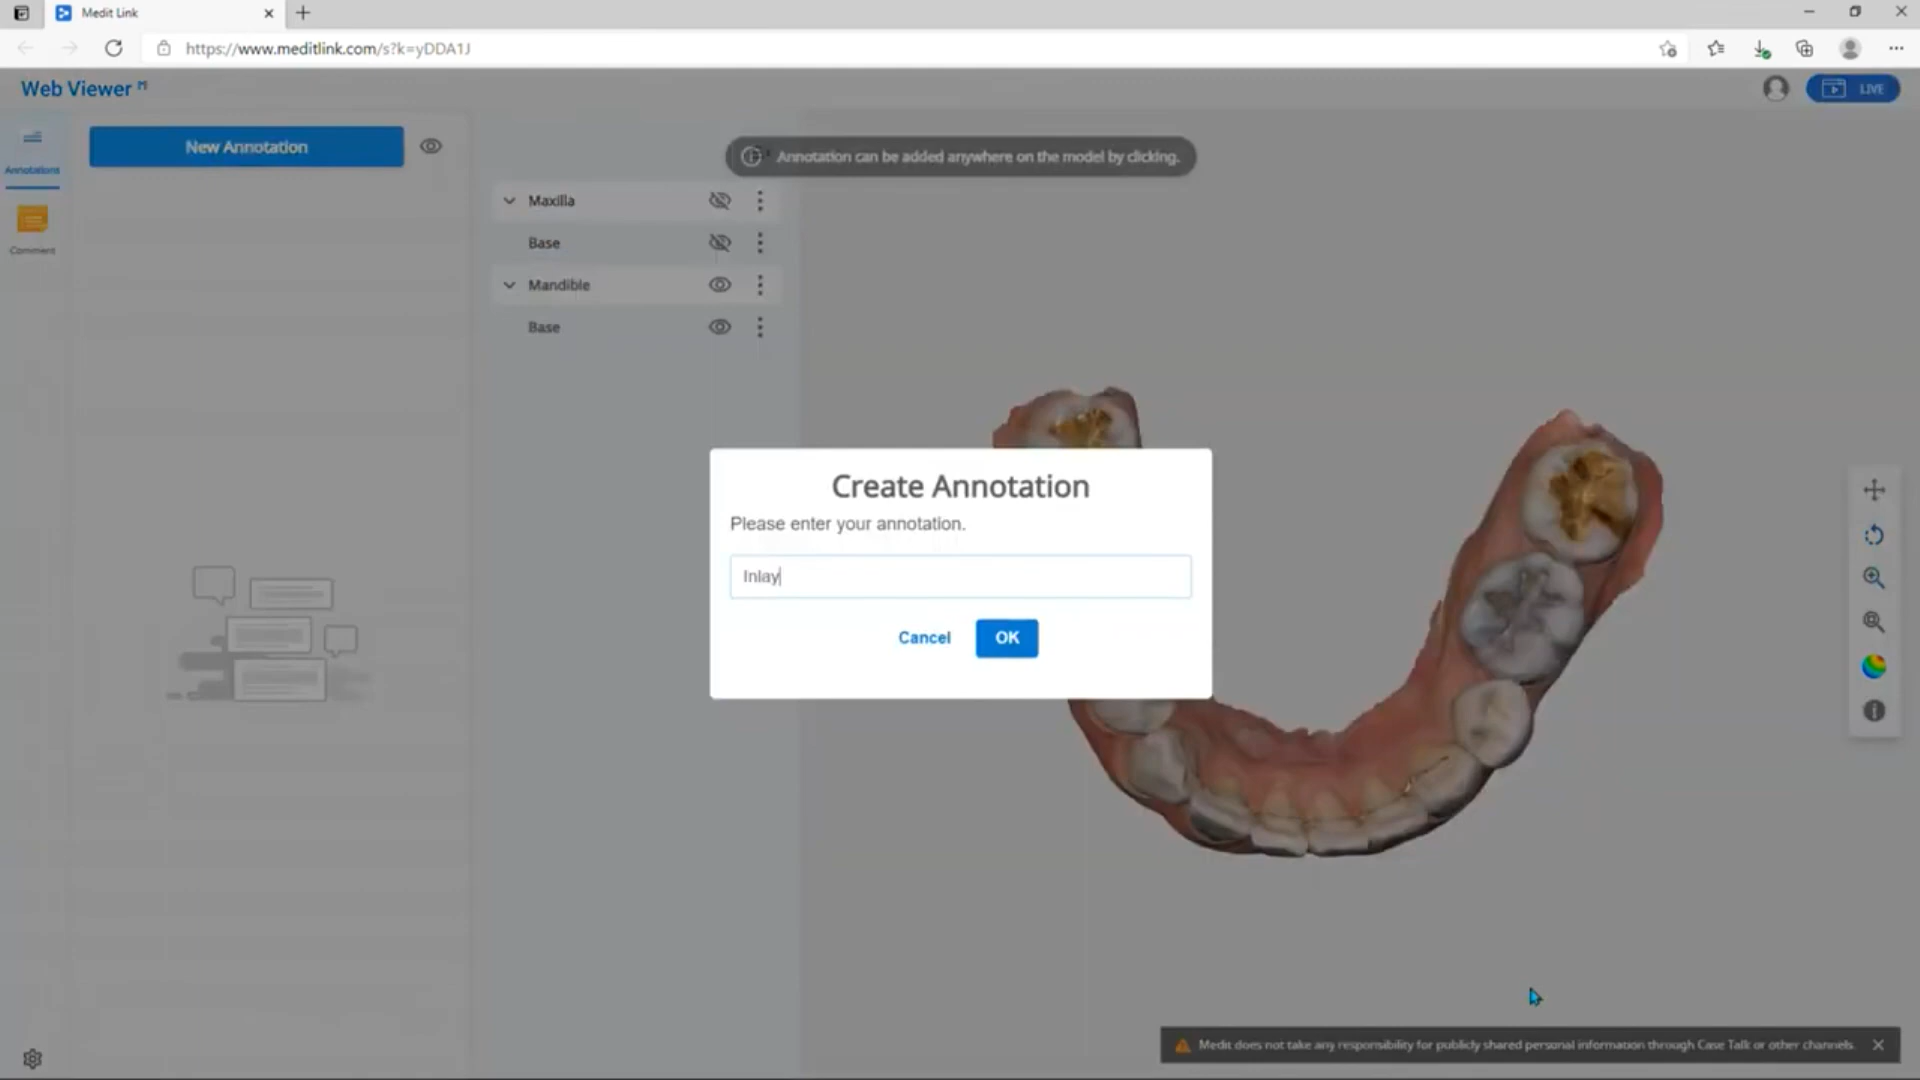 Medit Link
https://www.meditlink.com/s?k=yDDA1J
Web Viewer
LIVE
Annotations
New Annotation
Comment
Annotation can be added anywhere on the model by clicking.
Maxilla
Base
Mandible
Base
Create Annotation
Please enter your annotation.
Inlay
Cancel
OK
Medit does not take any responsibility for publicly shared personal information through Case Talk or other channels.